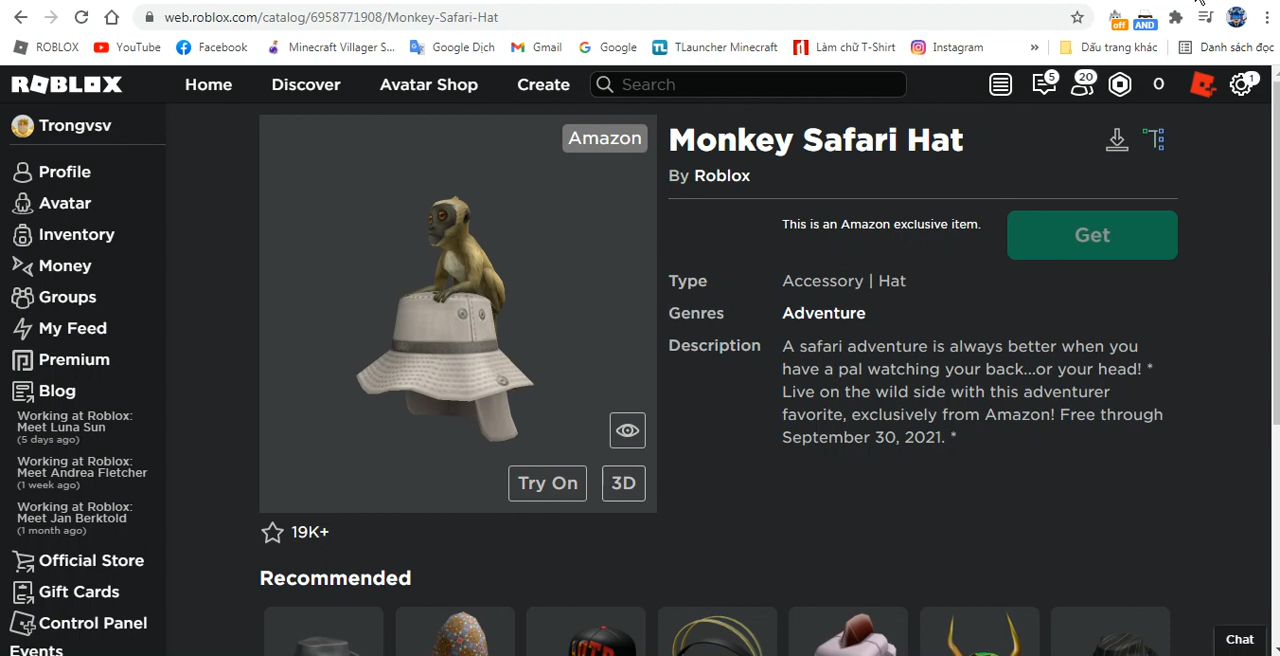 web.roblox.com/catalog/6958771908/Monkey-Safari-Hat
off AND
ROBLOX YouTube Facebook Minecraft Villager S... Google Dịch Gmail Google TLauncher Minecraft Làm chữ T-Shirt Instagram » Dấu trang khác Danh sách đọc
ROBLOX Home Discover Avatar Shop Create Search 5 20 0 1
Trongvsv
Profile
Avatar
Inventory
Money
Groups
My Feed
Premium
Blog
Working at Roblox:
Meet Luna Sun
(5 days ago)
Working at Roblox:
Meet Andrea Fletcher
(1 week ago)
Working at Roblox:
Meet Jan Berktold
(1 month ago)
Official Store
Gift Cards
Control Panel
Events
Amazon
Try On 3D
19K+
Monkey Safari Hat
By Roblox
This is an Amazon exclusive item. Get
Type Accessory | Hat
Genres Adventure
Description A safari adventure is always better when you
have a pal watching your back...or your head! *
Live on the wild side with this adventurer
favorite, exclusively from Amazon! Free through
September 30, 2021. *
Recommended
Chat